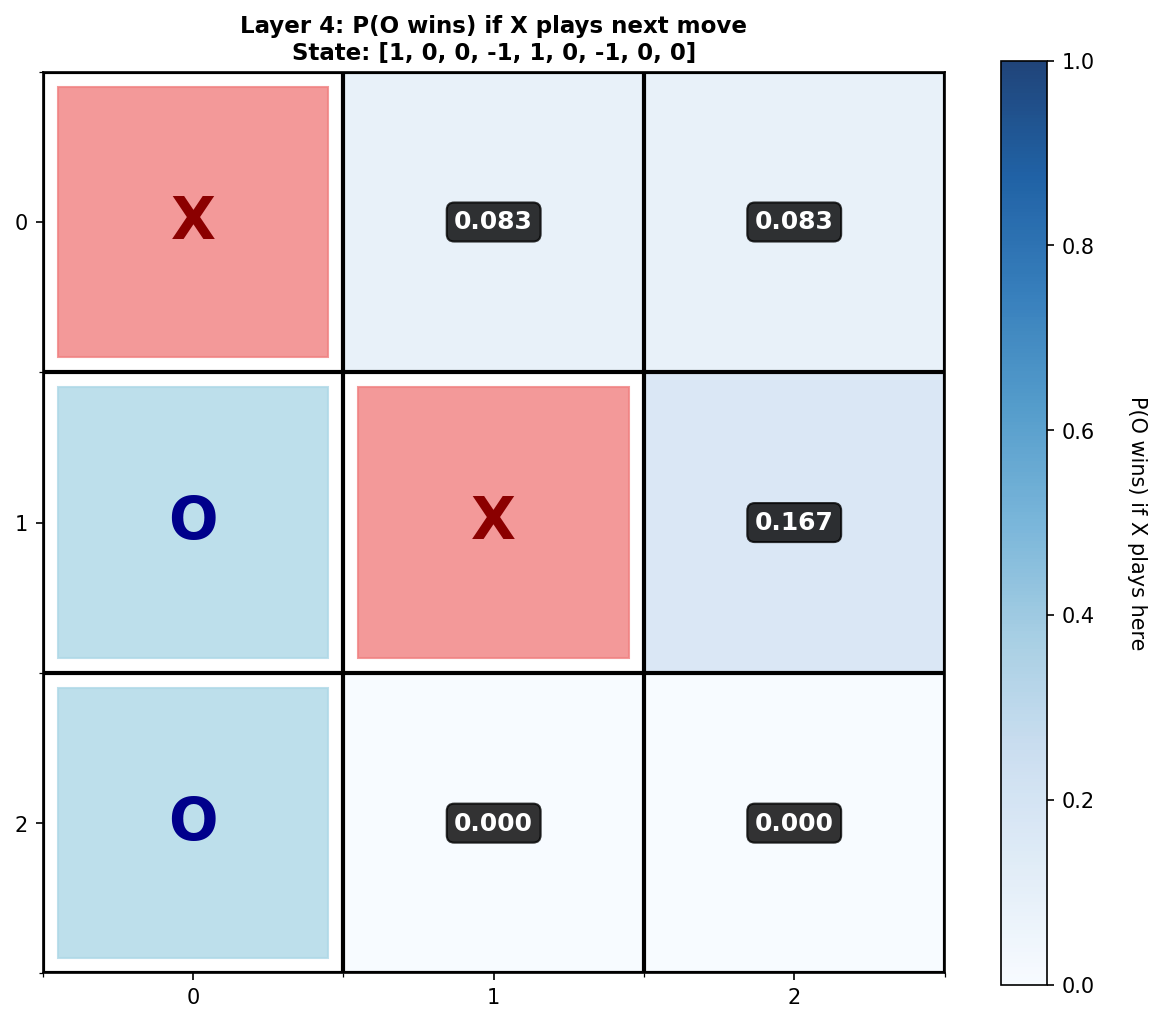 Layer 4: P(O wins) if X plays next move
State: [1, 0, 0, -1, 1, 0, -1, 0, 0]
0
X
0.083
0.083
1
O
X
0.167
2
O
0.000
0.000
0
1
2
1.0
0.8
0.6
0.4
0.2
0.0
P(O wins) if X plays here